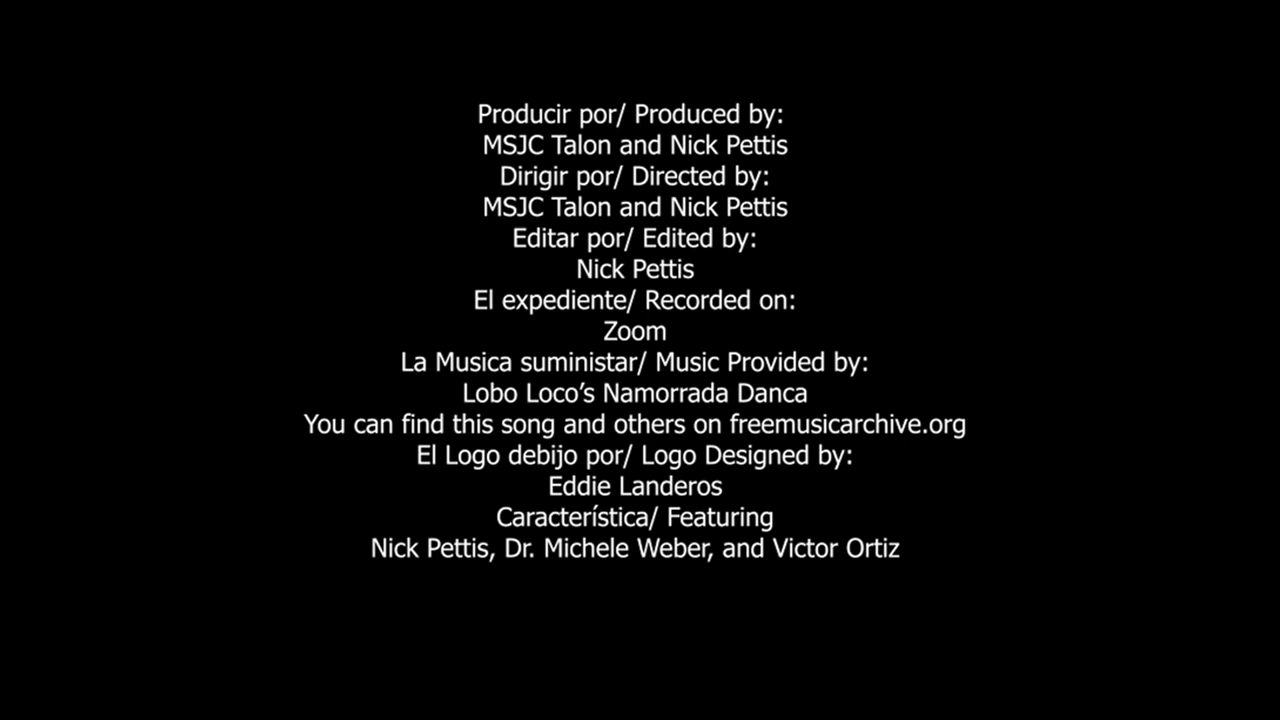 Producir por/ Produced by:
MSJC Talon and Nick Pettis
Dirigir por/ Directed by:
MSJC Talon and Nick Pettis
Editar por/ Edited by:
Nick Pettis
El expediente/ Recorded on:
Zoom
La Musica suministar/ Music Provided by:
Lobo Loco’s Namorrada Danca
You can find this song and others on freemusicarchive.org
El Logo debijo por/ Logo Designed by:
Eddie Landeros
Característica/ Featuring
Nick Pettis, Dr. Michele Weber, and Victor Ortiz